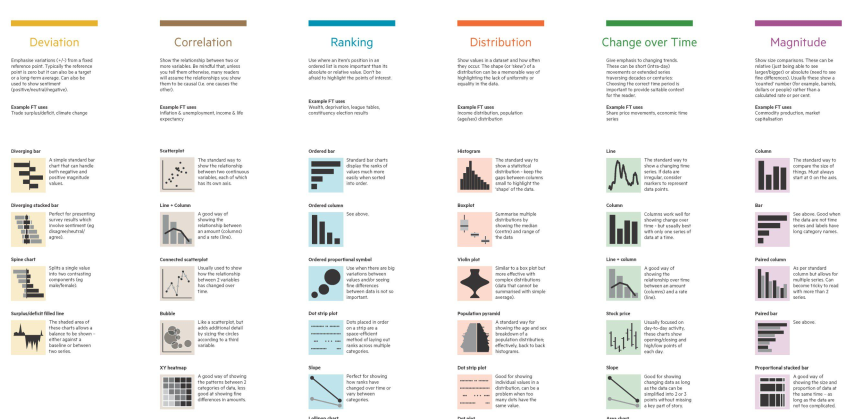 Deviation
Emphasise variations (+/-) from a fixed
reference point. Typically the reference
point is zero but it can also be a target
or a long-term average. Can also be
used to show sentiment
(positive/neutral/negative).
Example FT uses
Trade surplus/deficit, climate change
Diverging bar
A simple standard bar
chart that can handle
both negative and
positive magnitude
values.
Diverging stacked bar
Perfect for presenting
survey results which
involve sentiment (eg
disagree/neutral/
agree).
Spine chart
Splits a single value
into two contrasting
components (eg
male/female)
Surplus/deficit filled line
The shaded area of
these charts allows a
balance to be shown -
either against a
baseline or between
two series.
Correlation
Show the relationship between two or
more variables. Be mindful that, unless
you tell them otherwise, many readers
will assume the relationships you show
them to be causal (i.e. one causes the
other).
Example FT uses
Inflation & unemployment, income & life
expectancy
Scatterplot
The standard way to
show the relationship
between two continuous
variables, each of which
has its own axis.
Line + Column
A good way of
showing the
relationship between
an amount (columns)
and a rate (line).
Connected scatterplot
Usually used to show
how the relationship
between 2 variables
has changed over
time.
Bubble
Like a scatterplot, but
adds additional detail
by sizing the circles
according to a third
variable.
XY heatmap
A good way of showing
the patterns between 2
categories of data, less
good at showing fine
differences in amounts.
Ranking
Use where an item's position in an
ordered list is more important than its
absolute or relative value. Don't be
afraid to highlight the points of interest.
Example FT uses
Wealth, deprivation, league tables,
constituency election results
Ordered bar
Standard bar charts
display the ranks of
values much more
easily when sorted
into order.
Ordered column
See above.
Ordered proportional symbol
Use when there are big
variations between
values and/or seeing
fine differences
between data is not so
important.
Dot strip plot
Dots placed in order
on a strip are a
space-efficient
method of laying out
ranks across multiple
categories.
Slope
Perfect for showing
how ranks have
changed over time or
vary between
categories.
Lollipop chart
Distribution
Show values in a dataset and how often
they occur. The shape (or 'skew') of a
distribution can be a memorable way of
highlighting the lack of uniformity or
equality in the data.
Example FT uses
Income distribution, population
(age/sex) distribution
Histogram
The standard way to
show a statistical
distribution - keep the
gaps between columns
small to highlight the
'shape' of the data.
Boxplot
Summarise multiple
distributions by
showing the median
(centre) and range of
the data
Violin plot
Similar to a box plot but
more effective with
complex distributions
(data that cannot be
summarised with simple
average).
Population pyramid
A standard way for
showing the age and sex
breakdown of a
population distribution;
effectively, back to back
histograms.
Dot strip plot
Good for showing
individual values in a
distribution, can be a
problem when too
many dots have the
same value
Dot plot
Change over Time
Give emphasis to changing trends.
These can be short (intra-day)
movements or extended series
traversing decades or centuries:
Choosing the correct time period is
important to provide suitable context
for the reader.
Example FT uses
Share price movements, economic time
series
Line
The standard way to
show a changing time
series. If data are
irregular, consider
markers to represent
data points.
Column
Columns work well for
showing change over
time - but usually best
with only one series of
data at a time.
Line + column
A good way of
showing the
relationship over time
between an amount
(columns) and a rate
(line).
Stock price
Usually focused on
day-to-day activity,
these charts show
opening/closing and
high/low points of
each day.
Slope
Good for showing
changing data as long
as the data can be
simplified into 2 or 3
points without missing
a key part of story.
Area chart
Magnitude
Show size comparisons. These can be
relative (just being able to see
larger/bigger) or absolute (need to see
fine differences). Usually these show a
'counted' number (for example, barrels,
dollars or people) rather than a
calculated rate or per cent
Example FT uses
Commodity production, market
capitalisation
Column
The standard way to
compare the size of
things. Must always
start at 0 on the axis.
Bar
See above. Good when
the data are not time
series and labels have
long category names.
Paired column
As per standard
column but allows for
multiple series. Can
become tricky to read
with more than 2
series.
Paired bar
See above.
Proportional stacked bar
A good way of
showing the size and
proportion of data at
the same time - as
long as the data are
not too complicated.